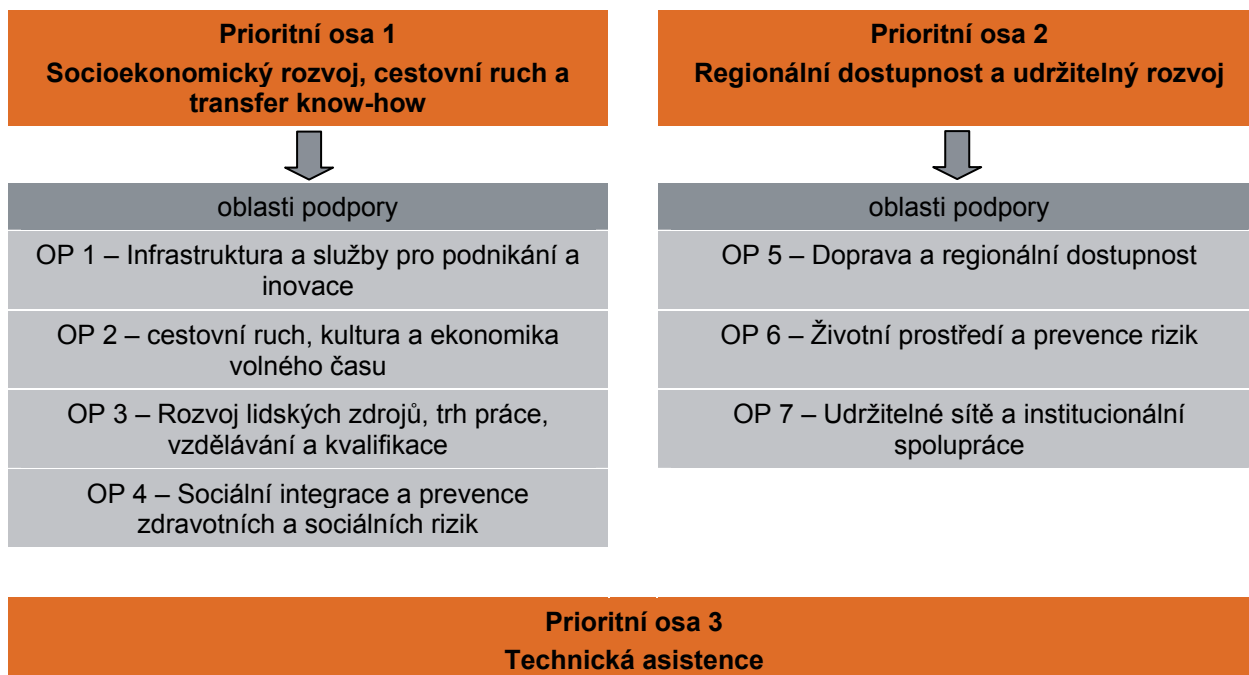 Prioritní osa 1
Socioekonomický rozvoj, cestovní ruch a
transfer know-how
oblasti podpory
OP 1 – Infrastruktura a služby pro podnikání a
inovace
OP 2 – cestovní ruch, kultura a ekonomika
volného času
OP 3 – Rozvoj lidských zdrojů, trh práce,
vzdělávání a kvalifikace
OP 4 – Sociální integrace a prevence
zdravotních a sociálních rizik
Prioritní osa 2
Regionální dostupnost a udržitelný rozvoj
oblasti podpory
OP 5 – Doprava a regionální dostupnost
OP 6 – Životní prostředí a prevence rizik
OP 7 – Udržitelné sítě a institucionální
spolupráce
Prioritní osa 3
Technická asistence